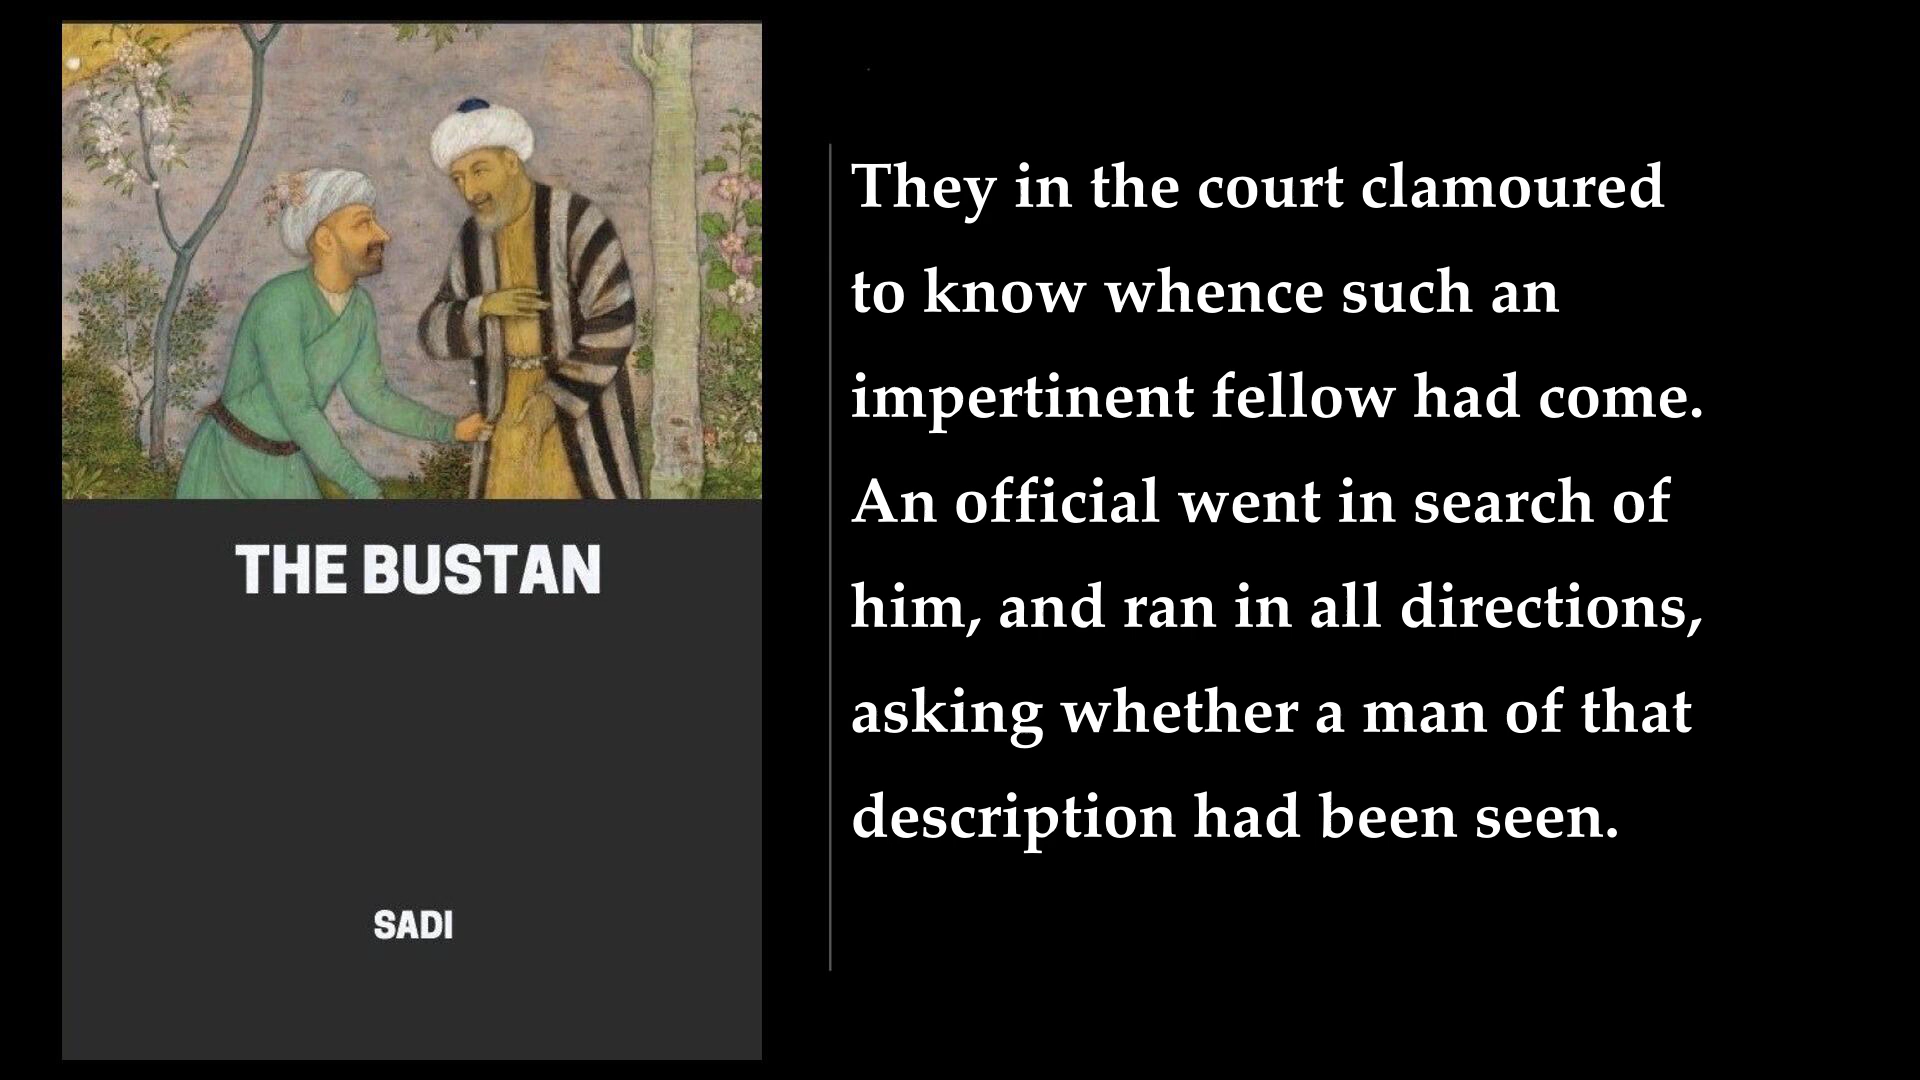 THE BUSTAN
SADI
They in the court clamoured
to know whence such an
impertinent fellow had come.
An official went in search of
him, and ran in all directions,
asking whether a man of that
description had been seen.